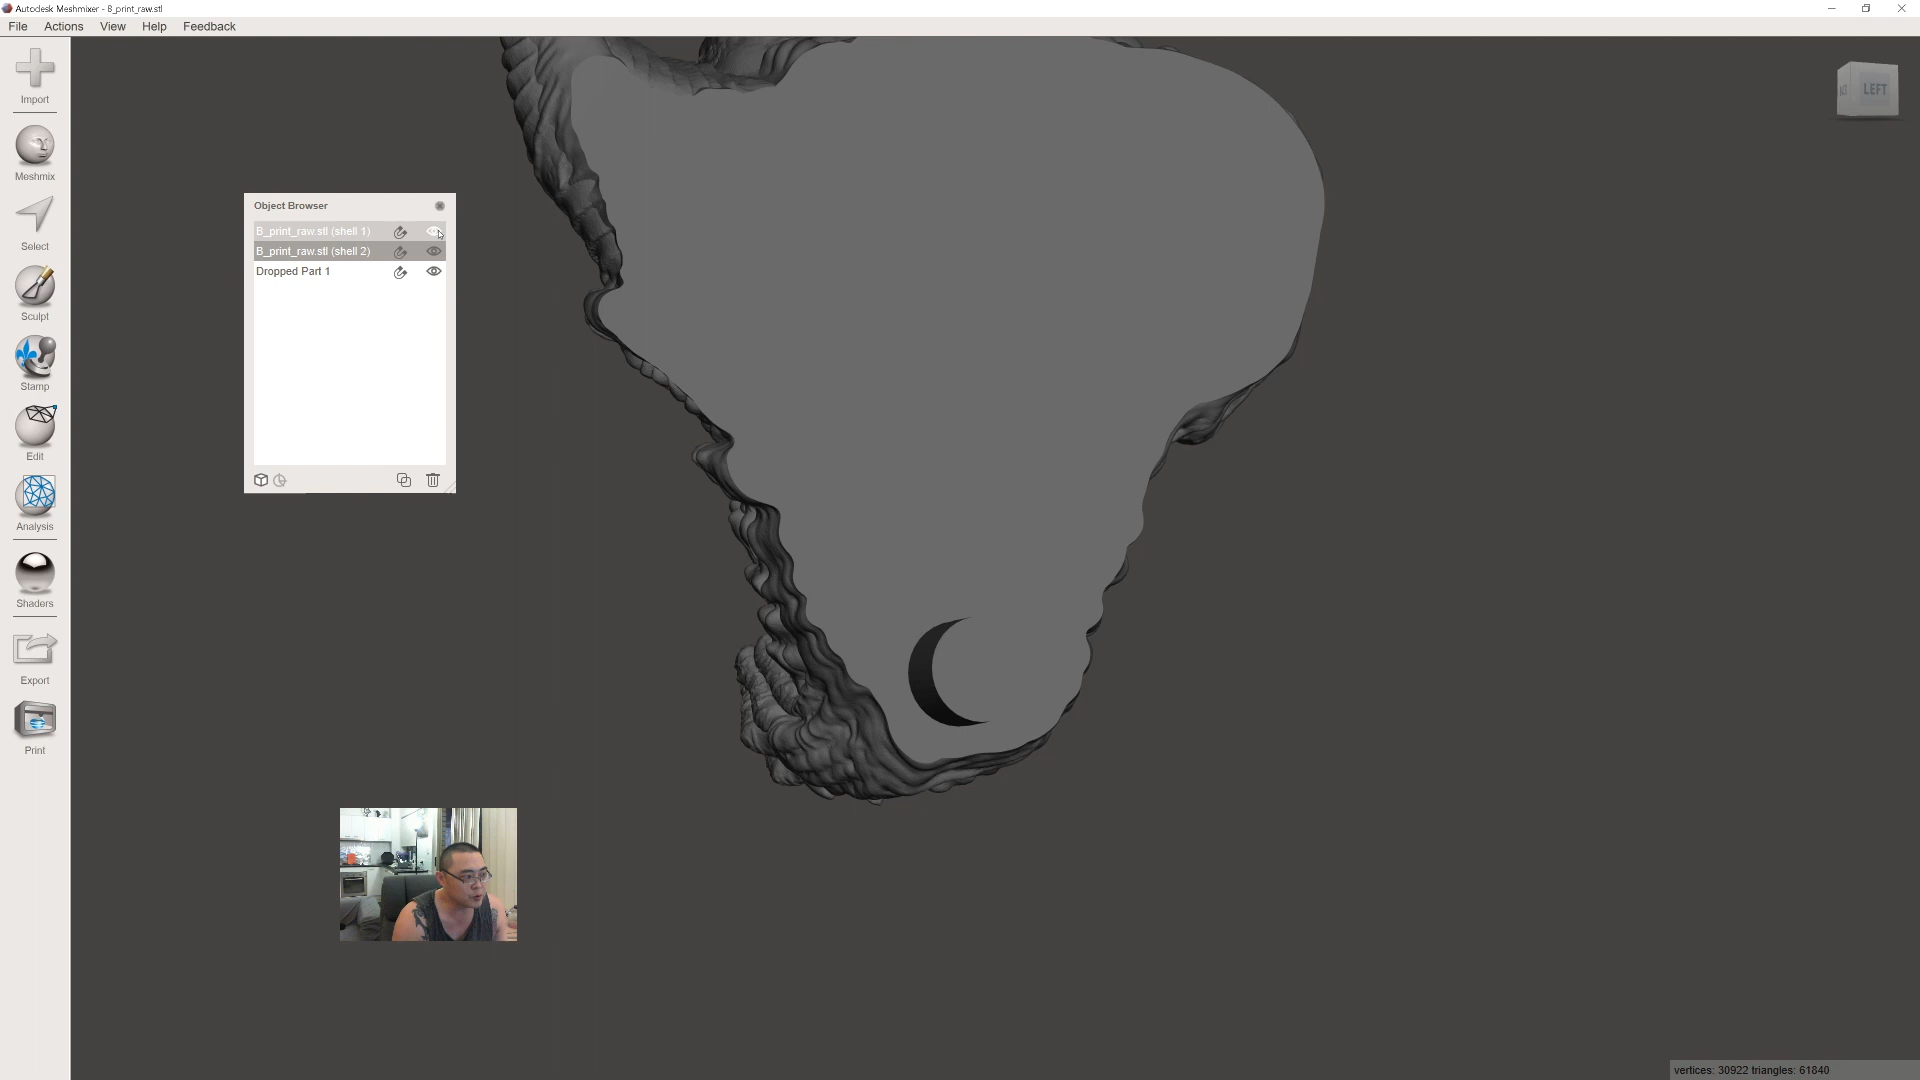 Autodesk Meshmixer - B_print_raw.stl
File Actions View Help Feedback
Import
Meshmix
Select
Sculpt
Stamp
Edit
Analysis
Shaders
Export
Print
Object Browser
B_print_raw.stl (shell 1)
B_print_raw.stl (shell 2)
Dropped Part 1
LEFT
vertices: 30922 triangles: 61840